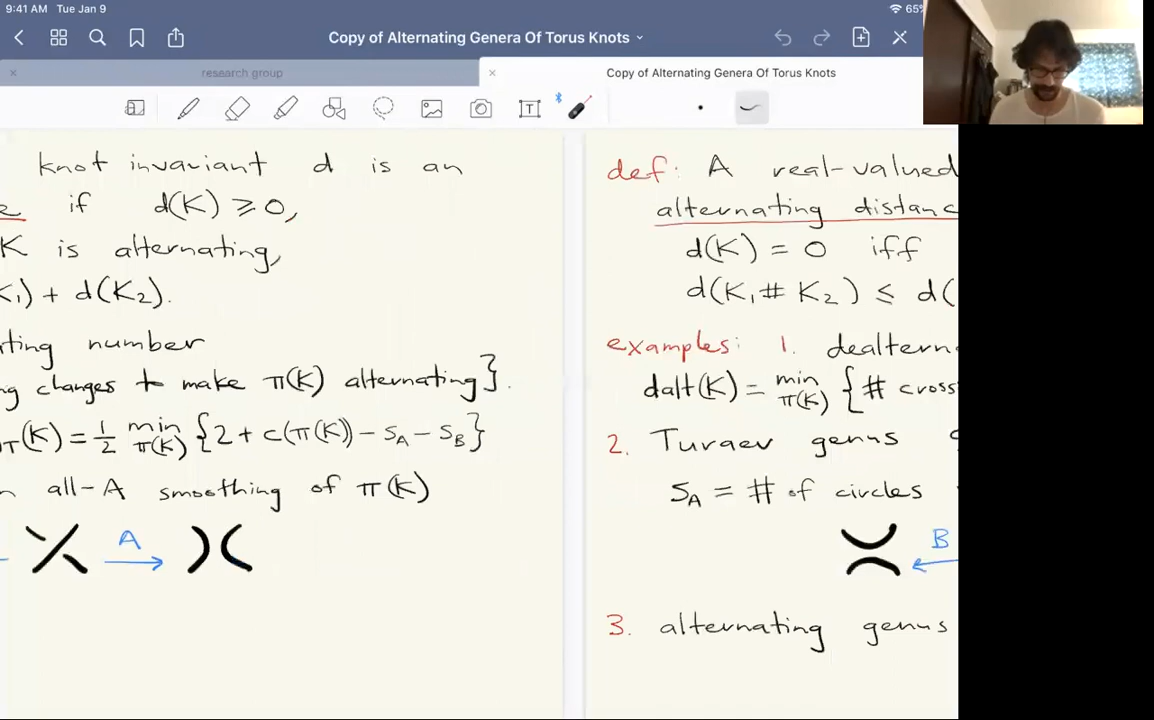 9:41 AM Tue Jan 9
65%
Copy of Alternating Genera Of Torus Knots
research group
Copy of Alternating Genera Of Torus Knots
knot invariant d is an
if d(K) ≥ 0,
K is alternating,
+ d(K₂).
number
changes to make π(K) alternating}.
(K) = 1/2 min π(K) {2 + c(π(K)) - s_A - s_B}
all-A smoothing of π(K)
A
def: A real-valued
alternating distanc
d(K) = 0 iff
d(K₁ # K₂) ≤ d(
examples: 1. dealtern
dalt(K) = min π(K) {# cross
2. Turaev genus
s_A = # of circles
B
3. alternating genus